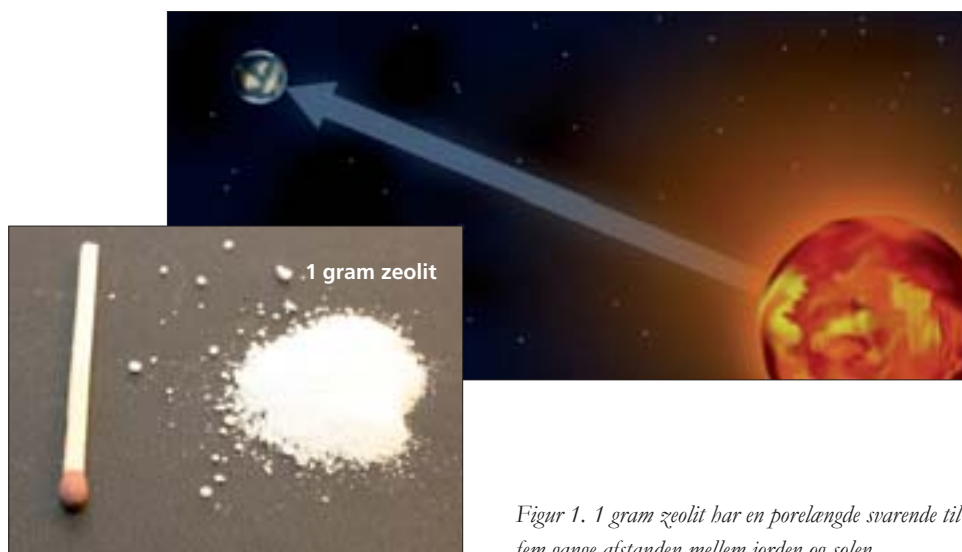 1 gram zeolit
Figur 1. 1 gram zeolit har en porelængde svarende til
fem gange afstanden mellem jorden og solen